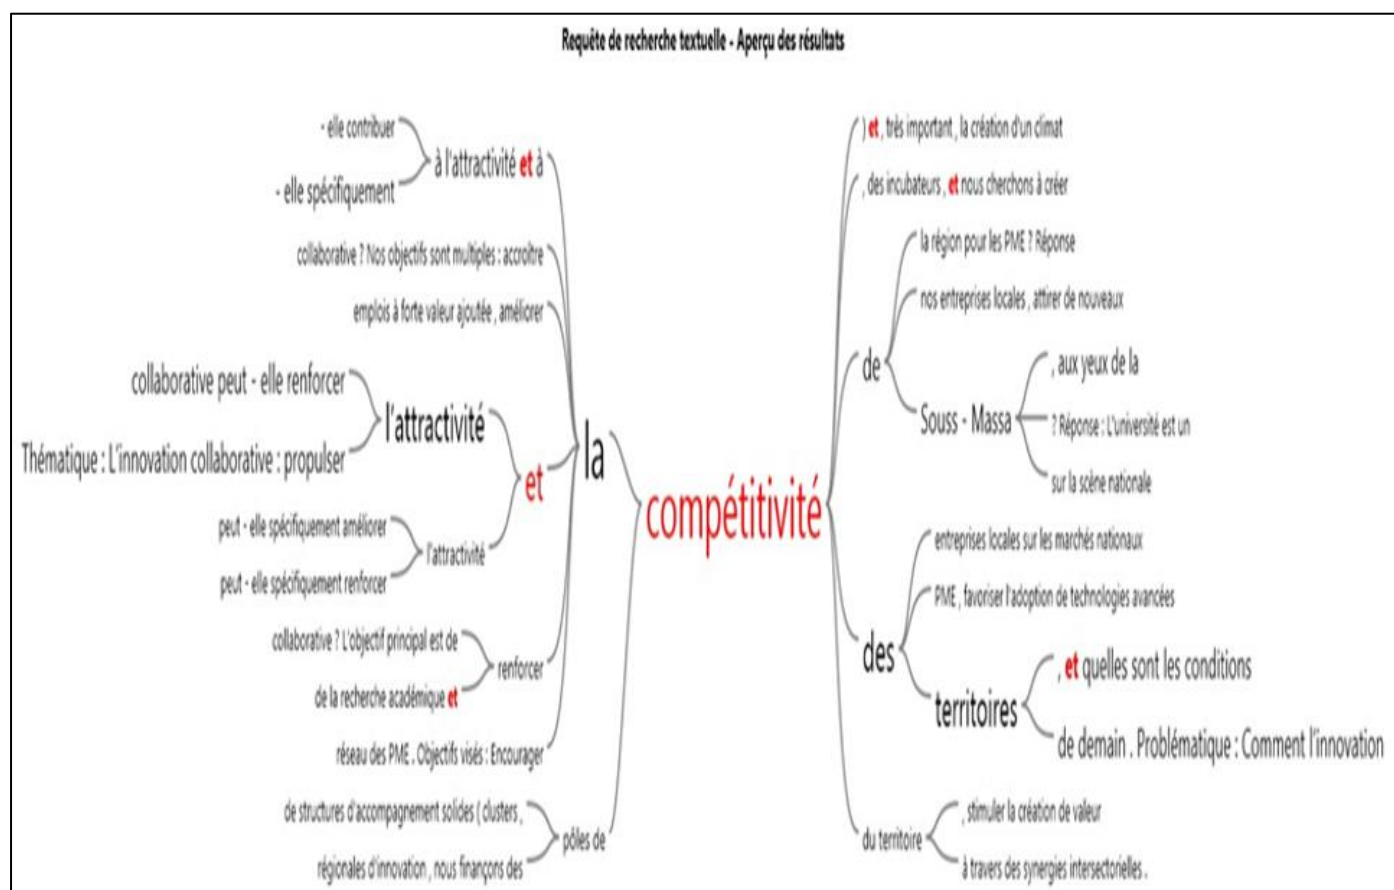 Requête de recherche textuelle - Aperçu des résultats
- elle contribuer
- elle spécifiquement
à l'attractivité et à
collaborative ? Nos objectifs sont multiples : accroître
emplois à forte valeur ajoutée , améliorer
collaborative peut - elle renforcer
Thématique : L'innovation collaborative : propulser
l'attractivité
peut - elle spécifiquement améliorer
peut - elle spécifiquement renforcer
l'attractivité
et
collaborative ? L'objectif principal est de
de la recherche académique et
renforcer
réseau des PME . Objectifs visés : Encourager
la
de structures d'accompagnement solides ( clusters ,
régionales d'innovation , nous finançons des
pôles de
compétitivité
) et , très important , la création d'un climat
, des incubateurs , et nous cherchons à créer
de
la région pour les PME ? Réponse
nos entreprises locales , attirer de nouveaux
Souss - Massa
, aux yeux de la
? Réponse : L'université est un
sur la scène nationale
des
entreprises locales sur les marchés nationaux
PME , favoriser l'adoption de technologies avancées
territoires
, et quelles sont les conditions
de demain . Problématique : Comment l'innovation
du territoire
, stimuler la création de valeur
à travers des synergies intersectorielles .